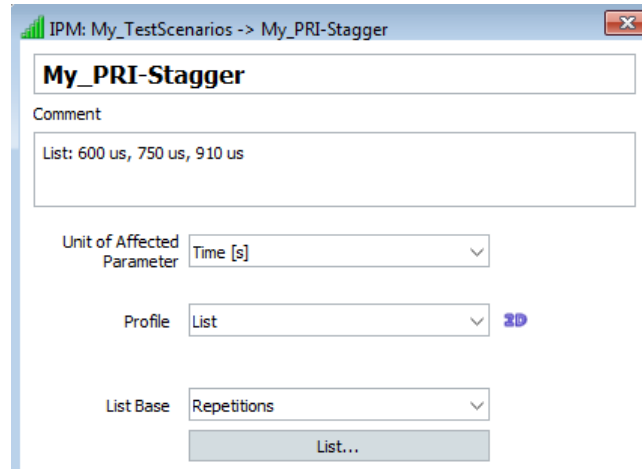 IPM: My_TestScenarios -> My_PRI-Stagger
My_PRI-Stagger
Comment
List: 600 us, 750 us, 910 us
Unit of Affected
Parameter
Time [s]
Profile
List
2D
List Base
Repetitions
List...